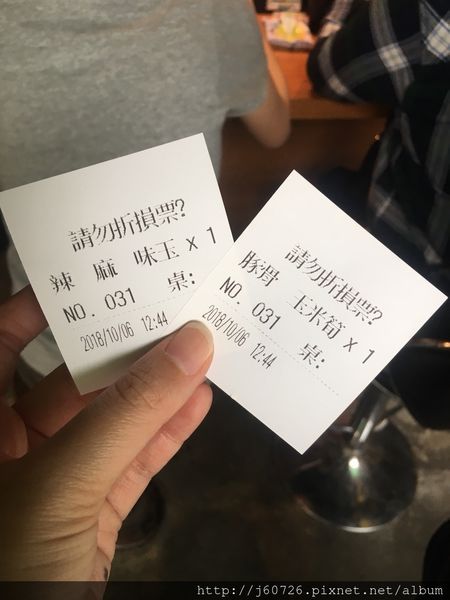 請勿折損票?
辣 麻 味玉 X 1
NO. 031 桌:
2018/10/06 12:44
請勿折損票?
豚骨 玉米筍 X 1
NO. 031 桌:
2018/10/06 12:44
http://j60726.pixnet.net/album